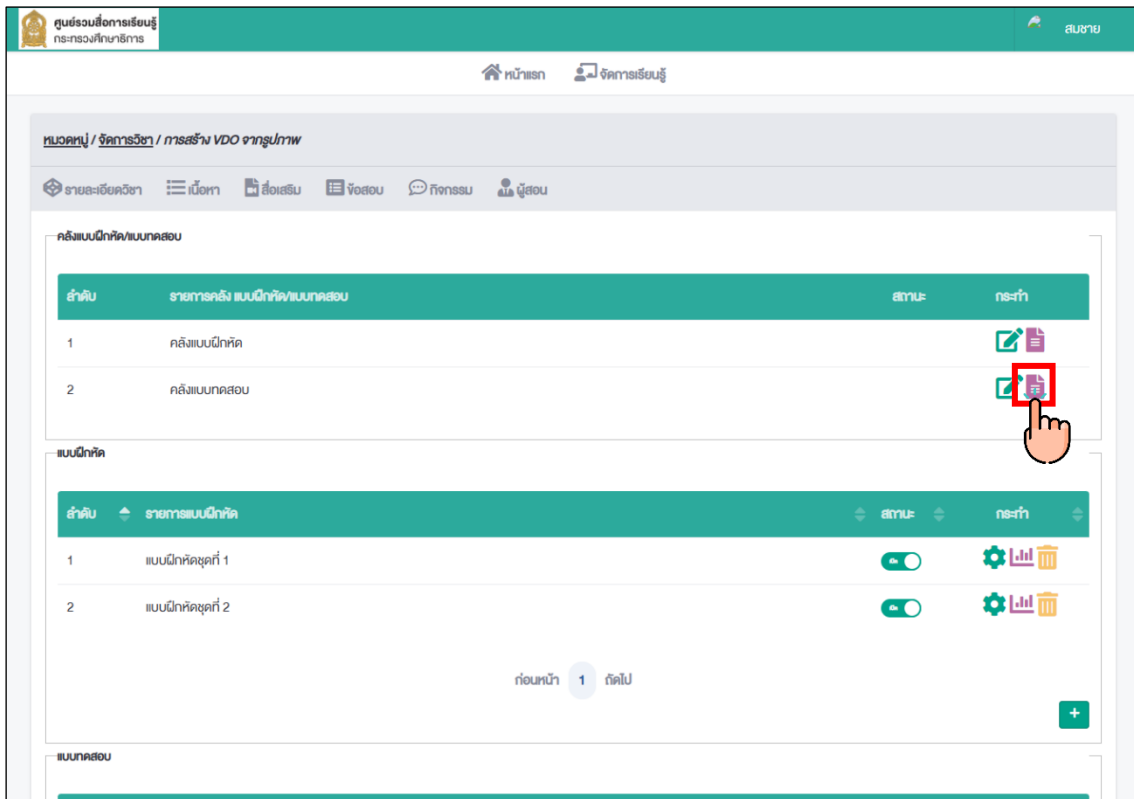 ศูนย์รวมสื่อการเรียนรู้
กระทรวงศึกษาธิการ
สมชาย
หน้าแรก จัดการเรียนรู้
หมวดหมู่ / จัดการวิชา / การสร้าง VDO จากรูปภาพ
รายละเอียดวิชา เนื้อหา สื่อเสริม ข้อสอบ กิจกรรม ผู้สอน
คลังแบบฝึกหัด/แบบทดสอบ
ลำดับ รายการคลัง แบบฝึกหัด/แบบทดสอบ สถานะ กระทำ
1 คลังแบบฝึกหัด
2 คลังแบบทดสอบ
แบบฝึกหัด
ลำดับ รายการแบบฝึกหัด สถานะ กระทำ
1 แบบฝึกหัดชุดที่ 1
2 แบบฝึกหัดชุดที่ 2
ก่อนหน้า 1 ถัดไป
+
แบบทดสอบ